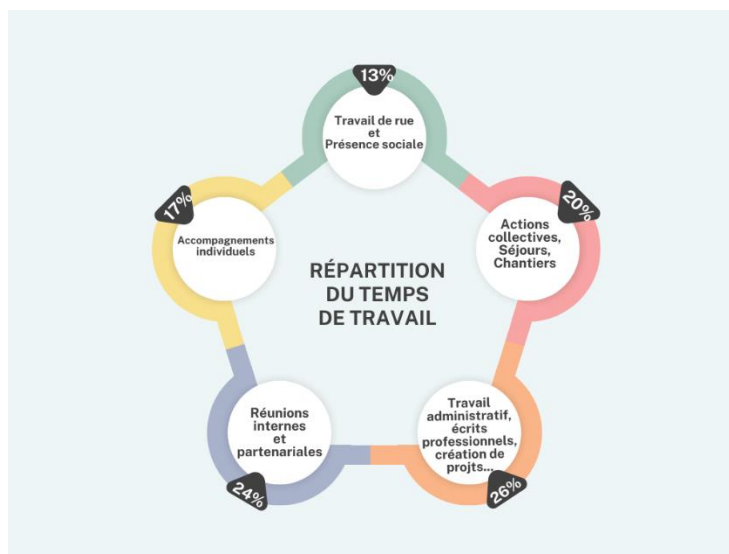 13%
Travail de rue
et
Présence sociale
20%
Actions
collectives,
Séjours,
Chantiers
17%
Accompagnements
individuels
RÉPARTITION
DU TEMPS
DE TRAVAIL
Réunions
internes
et
partenariales
24%
Travail
administratif,
écrits
professionnels,
création de
projts...
26%